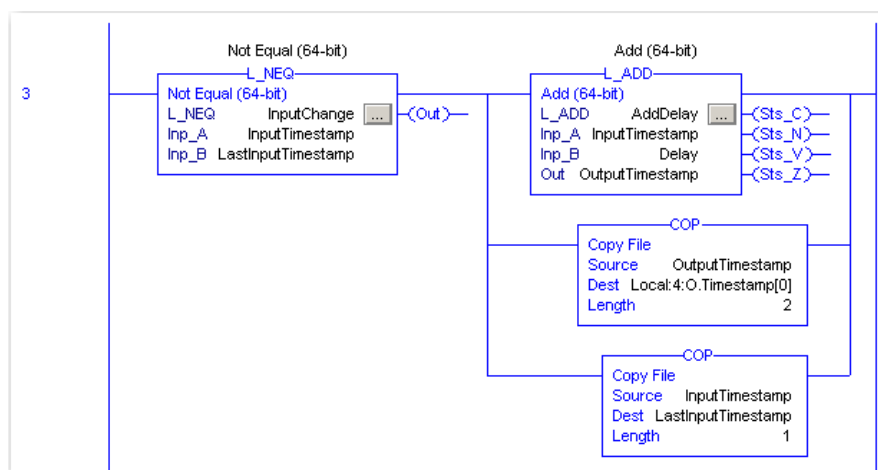 Not Equal (64-bit)
L_NEQ
Not Equal (64-bit)
L_NEQ InputChange ...
Inp_A InputTimestamp
Inp_B LastInputTimestamp
(Out)
3
Add (64-bit)
L_ADD
Add (64-bit)
L_ADD AddDelay ...
Inp_A InputTimestamp
Inp_B Delay
Out OutputTimestamp
(Sts_C)
(Sts_N)
(Sts_V)
(Sts_Z)
COP
Copy File
Source OutputTimestamp
Dest Local:4:O.Timestamp[0]
Length 2
COP
Copy File
Source InputTimestamp
Dest LastInputTimestamp
Length 1